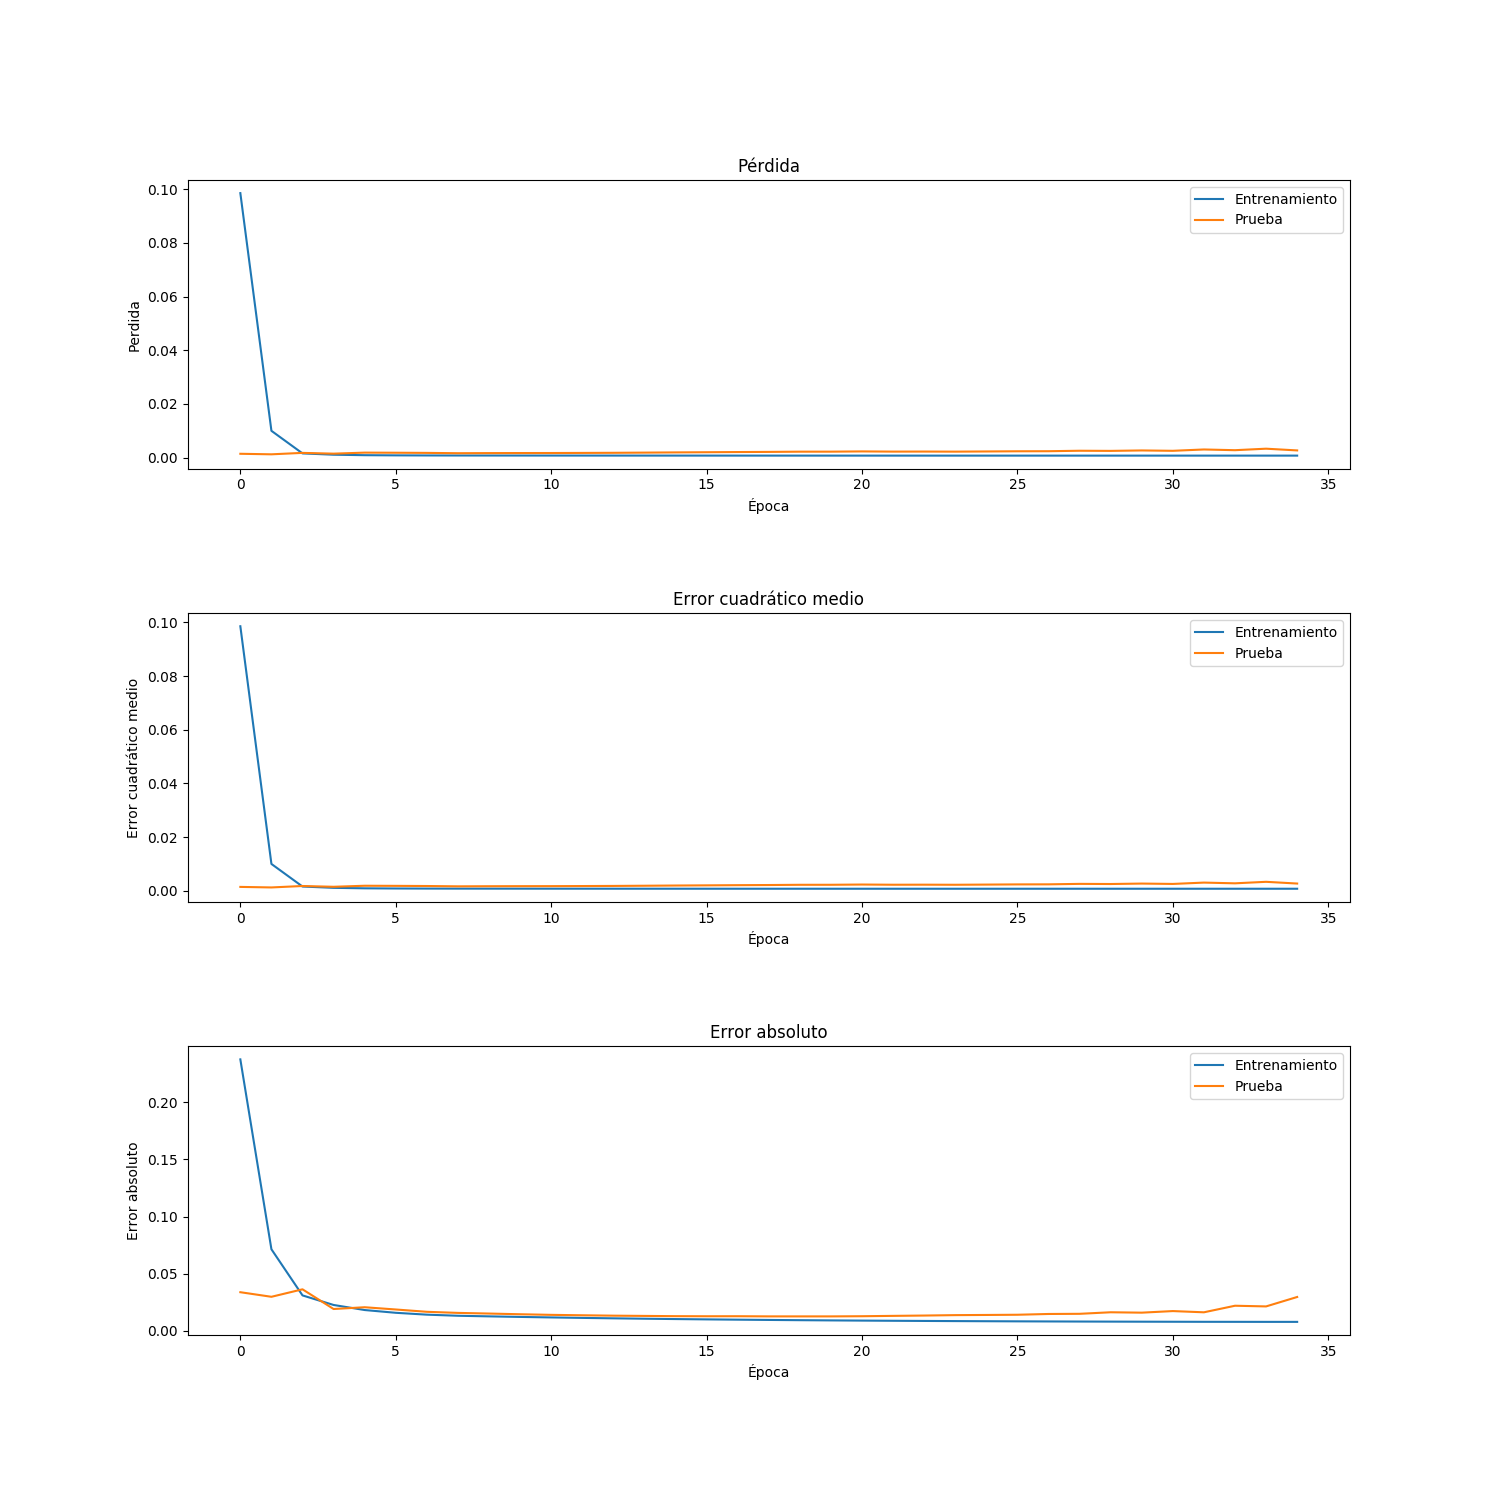 Pérdida
0.10
0.08
0.06
0.04
0.02
0.00
Perdida
Entrenamiento
Prueba
0 5 10 15 20 25 30 35
Época
Error cuadrático medio
0.10
0.08
0.06
0.04
0.02
0.00
Error cuadrático medio
Entrenamiento
Prueba
0 5 10 15 20 25 30 35
Época
Error absoluto
0.20
0.15
0.10
0.05
0.00
Error absoluto
Entrenamiento
Prueba
0 5 10 15 20 25 30 35
Época